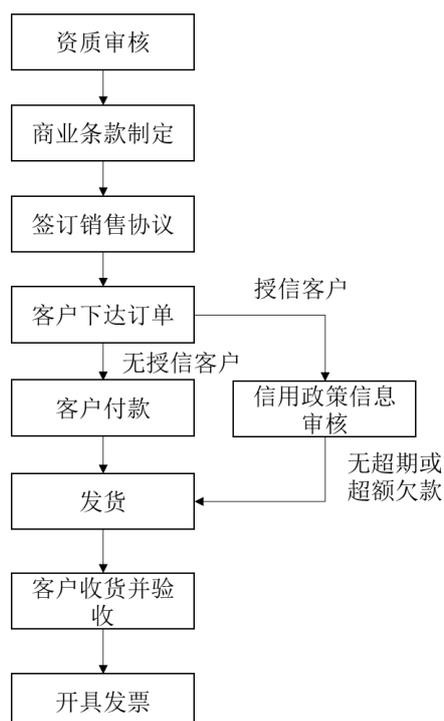 资质审核
商业条款制定
签订销售协议
客户下达订单
授信客户
无授信客户
客户付款
信用政策信息
审核
无超期或
超额欠款
发货
客户收货并验
收
开具发票